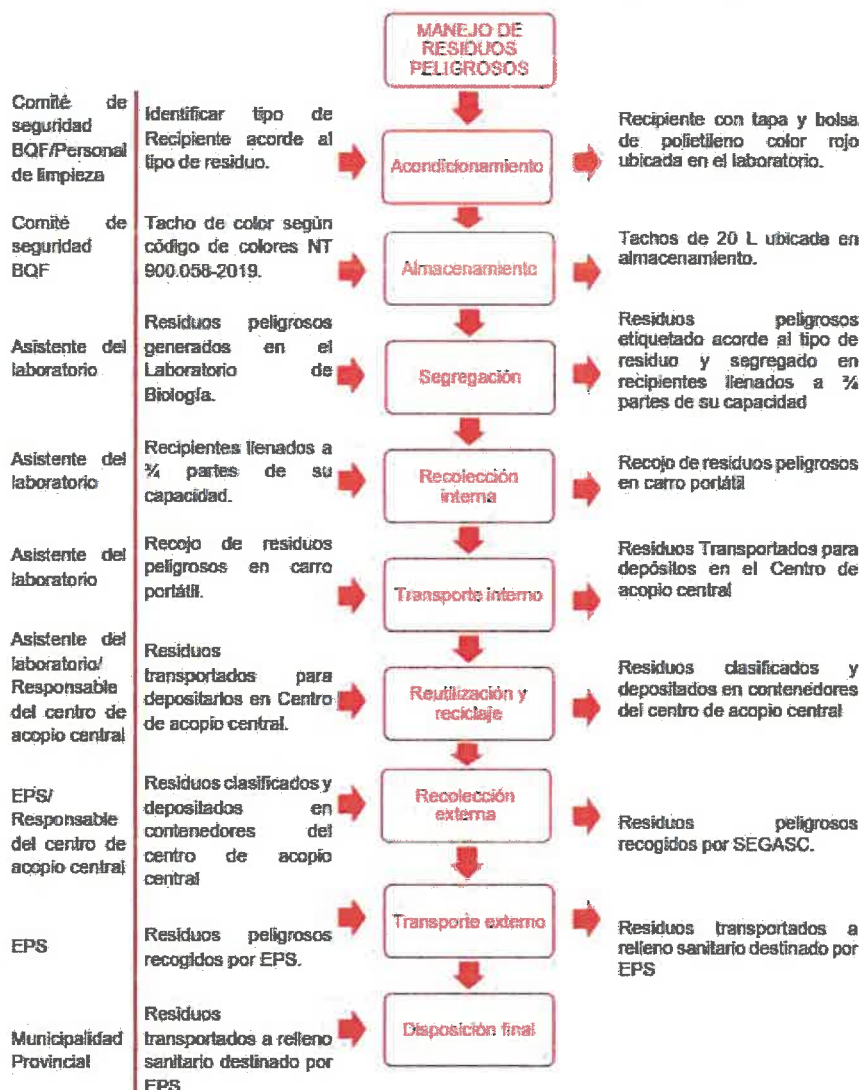 MANEJO DE
RESIDUOS
PELIGROSOS
Comité de
seguridad
BQF/Personal
de limpieza
Identificar tipo de
Recipiente acorde al
tipo de residuo.
Acondicionamiento
Recipiente con tapa y bolsa
de polietileno color rojo
ubicada en el laboratorio.
Comité de
seguridad
BQF
Tacho de color según
código de colores NT
900.058-2019.
Almacenamiento
Tachos de 20 L ubicada en
almacenamiento.
Asistente del
laboratorio
Residuos peligrosos
generados en el
Laboratorio de
Biología.
Segregación
Residuos peligrosos
etiquetado acorde al tipo de
residuo y segregado en
recipientes llenados a ¾
partes de su capacidad
Asistente del
laboratorio
Recipientes llenados a
¾ partes de su
capacidad.
Recolección
interna
Recojo de residuos peligrosos
en carro portátil
Asistente del
laboratorio
Recojo de residuos
peligrosos en carro
portátil.
Transporte interno
Residuos Transportados para
depósitos en el Centro de
acopio central
Asistente del
laboratorio/
Responsable
del centro de
acopio central
Residuos
transportados para
depositarlos en Centro
de acopio central.
Reutilización y
reciclaje
Residuos clasificados y
depositados en contenedores
del centro de acopio central
EPS/
Responsable
del centro de
acopio central
Residuos clasificados y
depositados en
contenedores del
centro de acopio
central
Recolección
externa
Residuos peligrosos
recogidos por SEGASC.
EPS
Residuos peligrosos
recogidos por EPS.
Transporte externo
Residuos transportados a
relleno sanitario destinado por
EPS
Municipalidad
Provincial
Residuos
transportados a relleno
sanitario destinado por
EPS
Disposición final